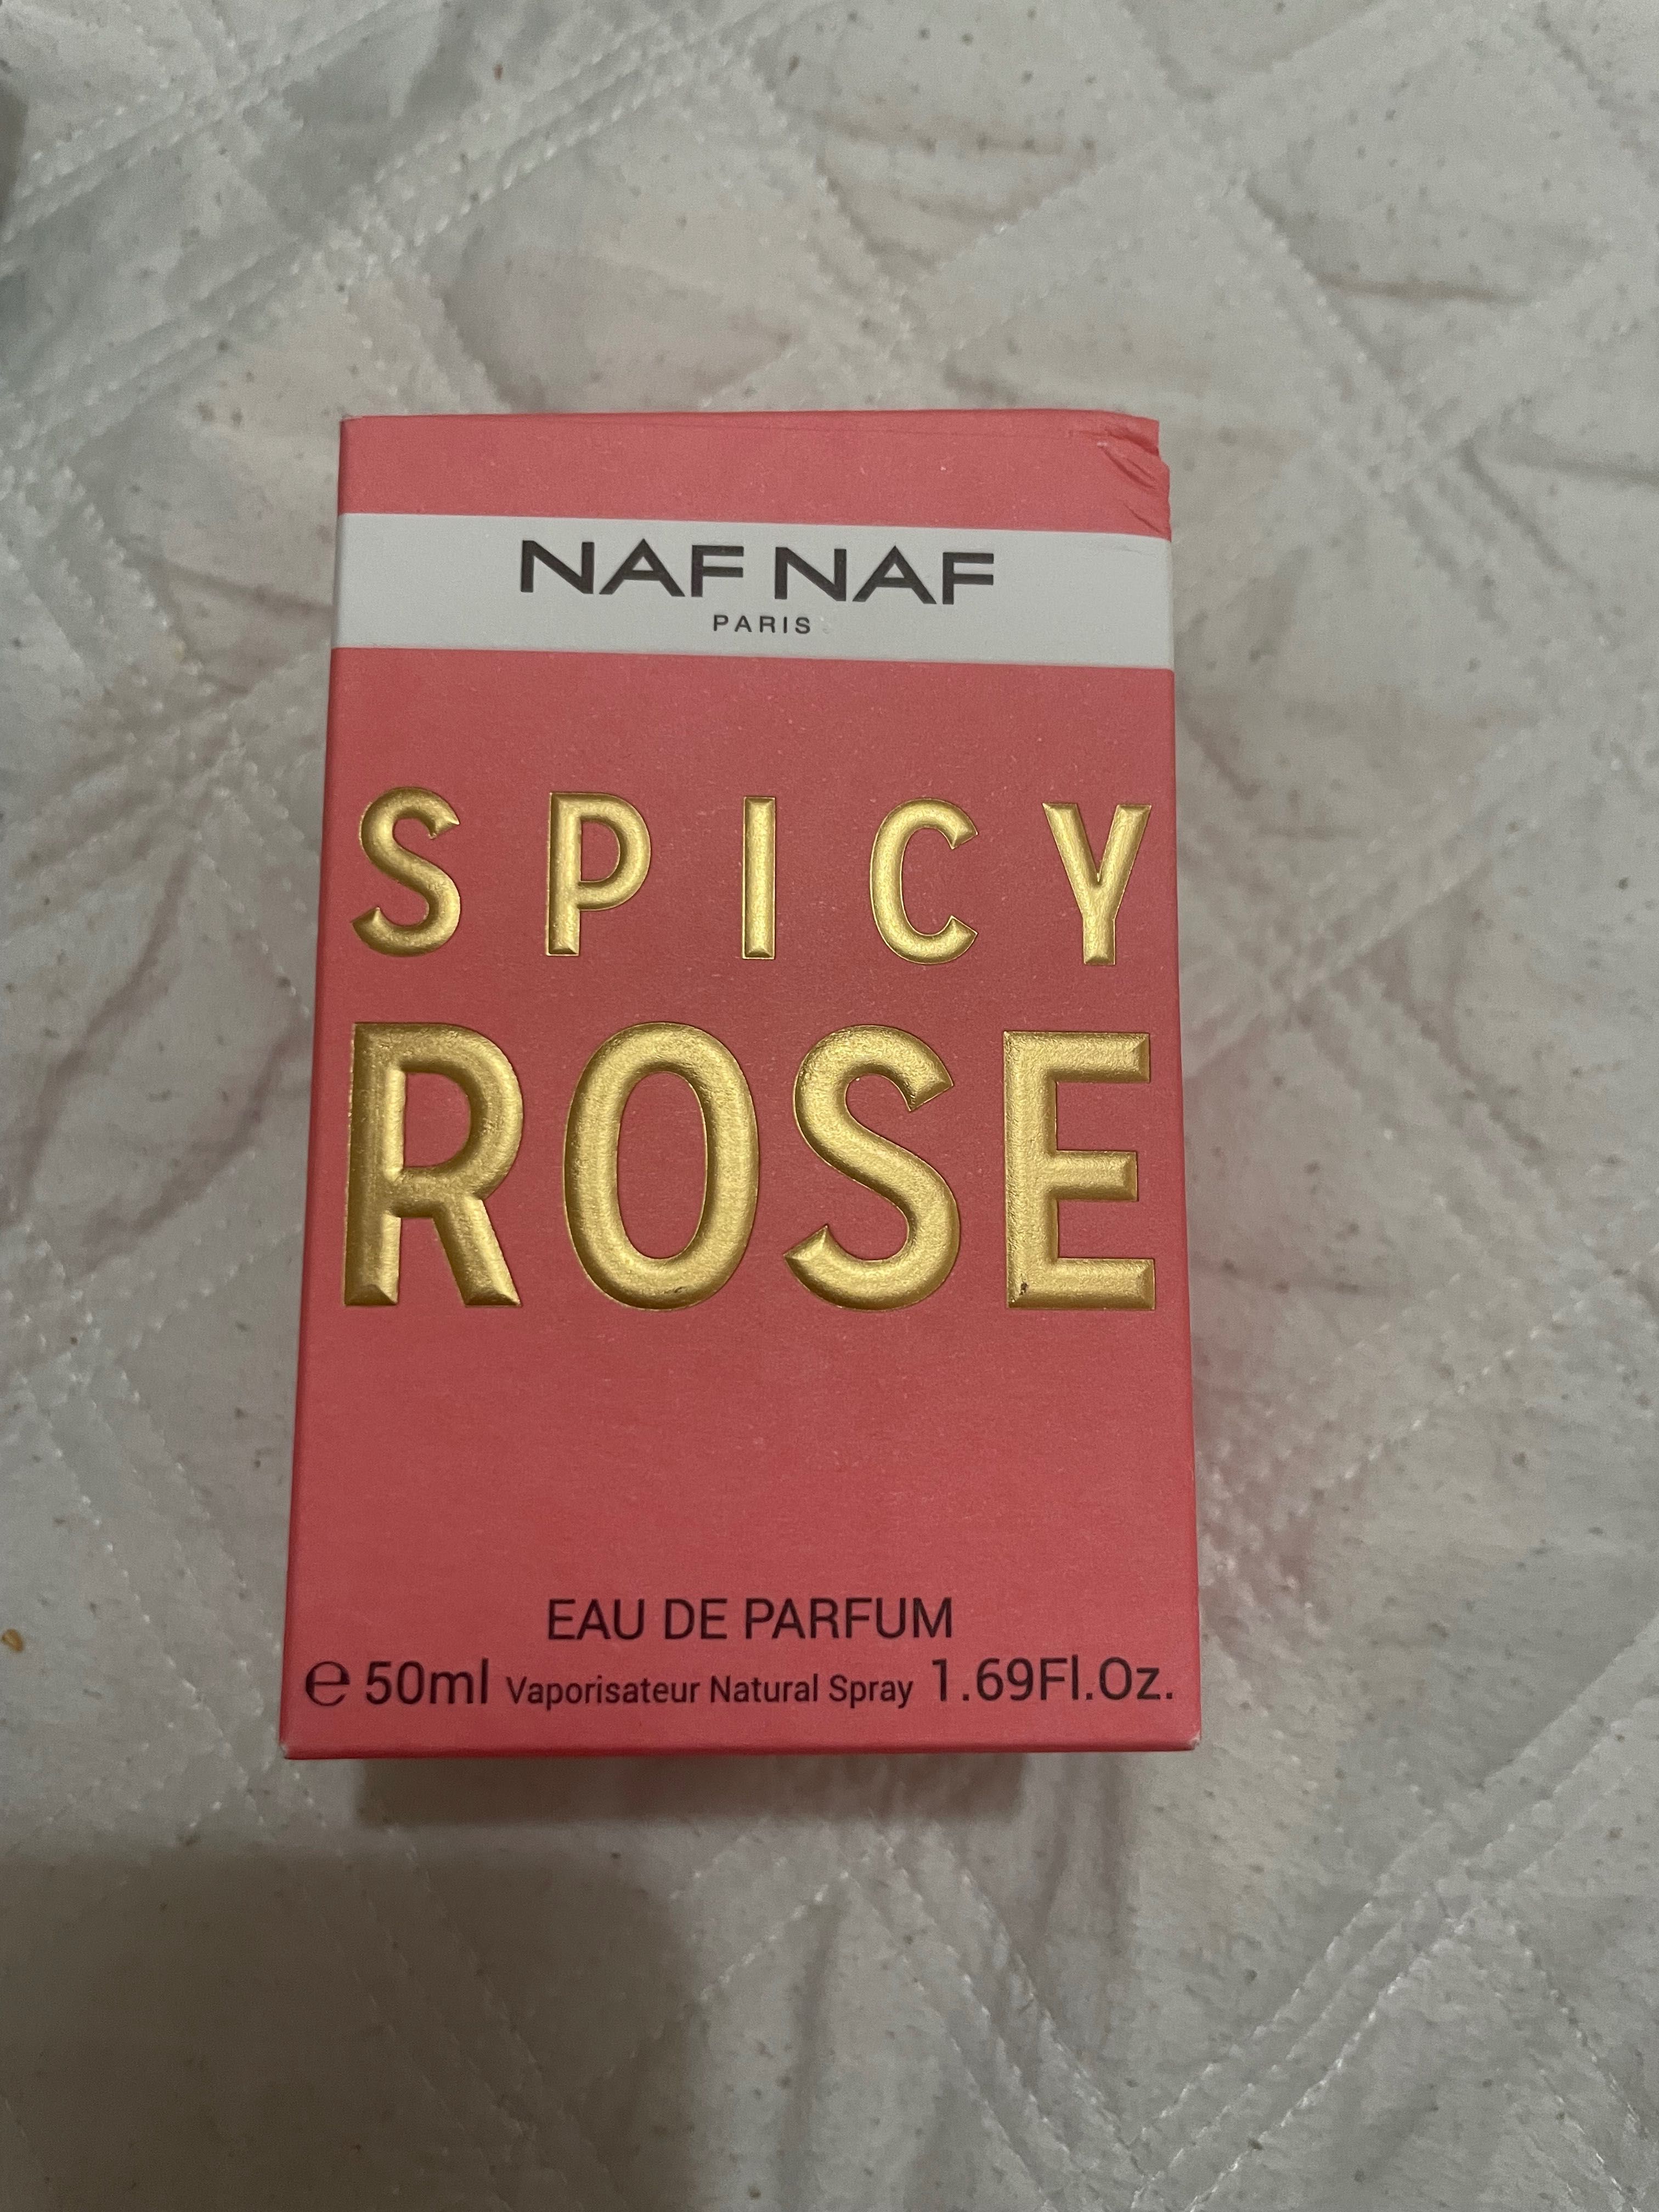 NAF NAF
PARIS
SPICY
ROSE
EAU DE PARFUM
℮ 50ml Vaporisateur Natural Spray 1.69Fl.Oz.